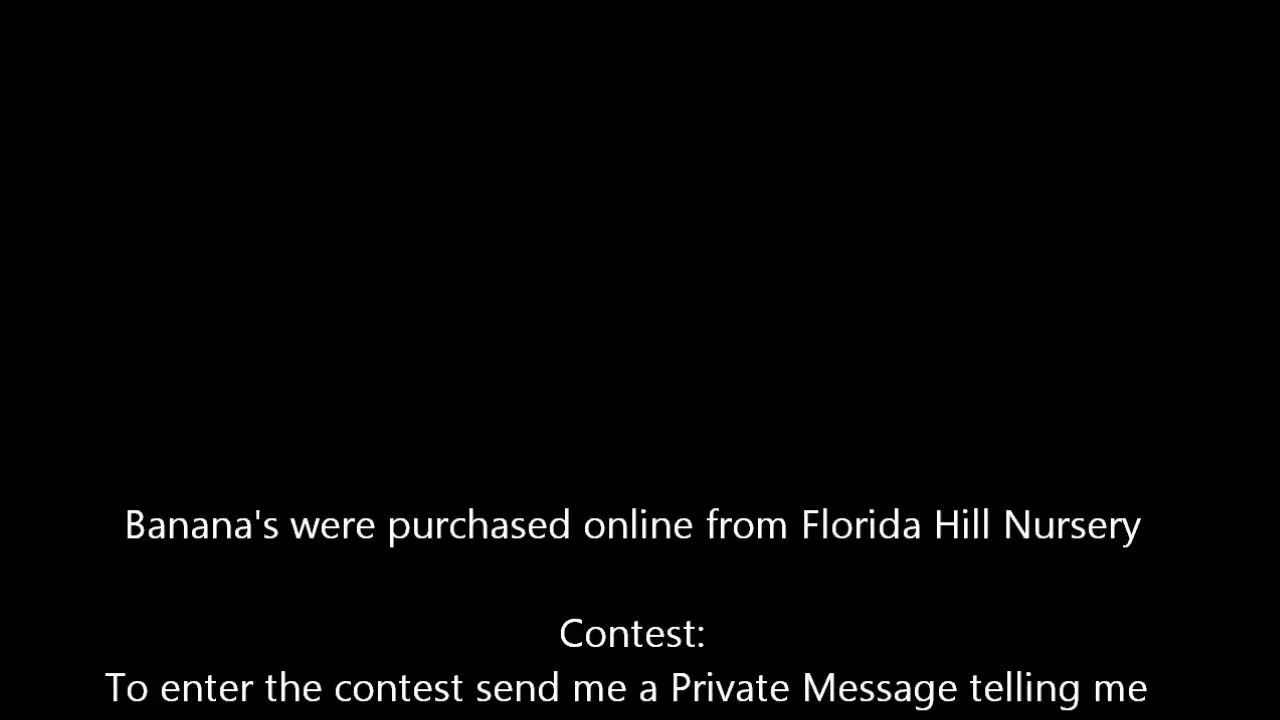 Banana's were purchased online from Florida Hill Nursery
Contest:
To enter the contest send me a Private Message telling me